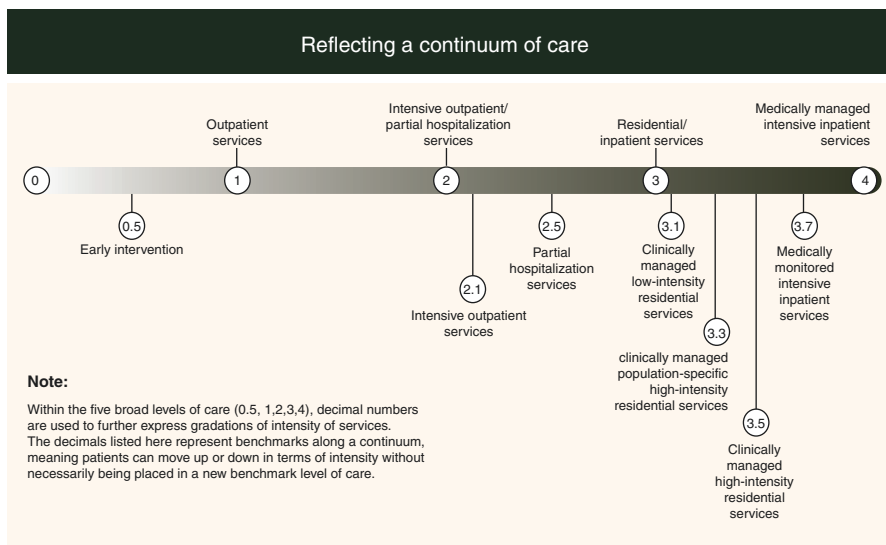 Reflecting a continuum of care
Outpatient
services
Intensive outpatient/
partial hospitalization
services
Residential/
inpatient services
Medically managed
intensive inpatient
services
0
1
2
3
4
0.5
Early intervention
2.1
Intensive outpatient
services
2.5
Partial
hospitalization
services
3.1
Clinically
managed
low-intensity
residential
services
3.3
clinically managed
population-specific
high-intensity
residential services
3.5
Clinically
managed
high-intensity
residential
services
3.7
Medically
monitored
intensive
inpatient
services
Note:
Within the five broad levels of care (0.5, 1,2,3,4), decimal numbers
are used to further express gradations of intensity of services.
The decimals listed here represent benchmarks along a continuum,
meaning patients can move up or down in terms of intensity without
necessarily being placed in a new benchmark level of care.